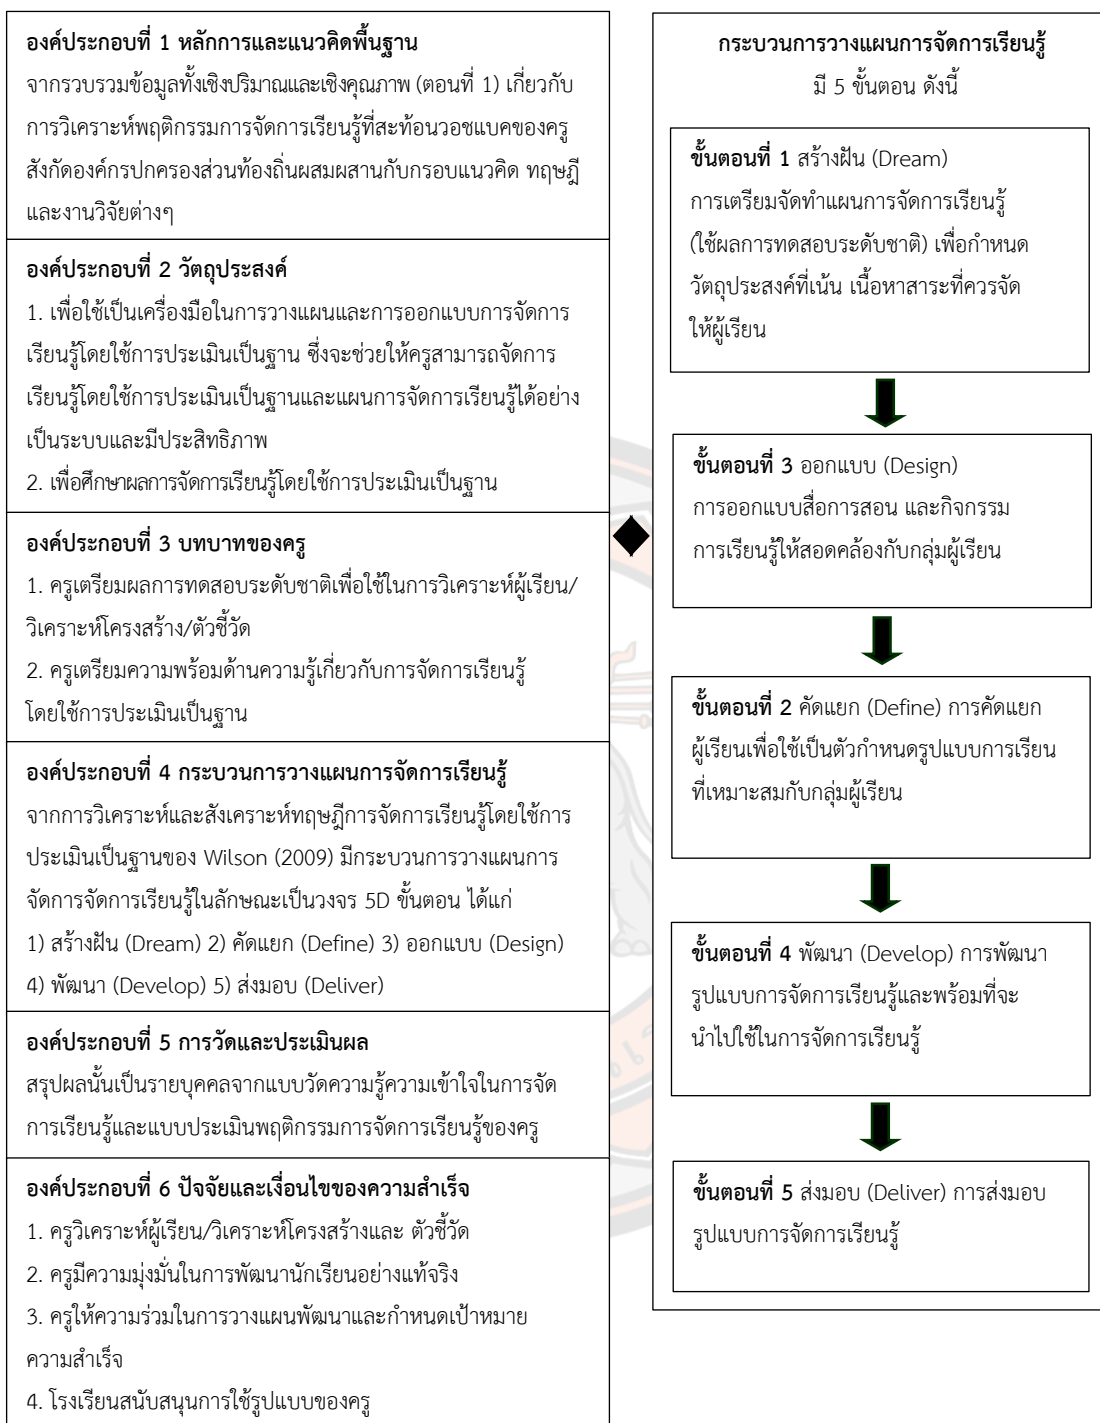 องค์ประกอบที่ 1 หลักการและแนวคิดพื้นฐาน
จากรวบรวมข้อมูลทั้งเชิงปริมาณและเชิงคุณภาพ (ตอนที่ 1) เกี่ยวกับ
การวิเคราะห์พฤติกรรมการจัดการเรียนรู้ที่สะท้อนวอชแบคของครู
สังกัดองค์กรปกครองส่วนท้องถิ่นผสมผสานกับกรอบแนวคิด ทฤษฎี
และงานวิจัยต่างๆ
องค์ประกอบที่ 2 วัตถุประสงค์
1. เพื่อใช้เป็นเครื่องมือในการวางแผนและการออกแบบการจัดการ
เรียนรู้โดยใช้การประเมินเป็นฐาน ซึ่งจะช่วยให้ครูสามารถจัดการ
เรียนรู้โดยใช้การประเมินเป็นฐานและแผนการจัดการเรียนรู้ได้อย่าง
เป็นระบบและมีประสิทธิภาพ
2. เพื่อศึกษาผลการจัดการเรียนรู้โดยใช้การประเมินเป็นฐาน
องค์ประกอบที่ 3 บทบาทของครู
1. ครูเตรียมผลการทดสอบระดับชาติเพื่อใช้ในการวิเคราะห์ผู้เรียน/
วิเคราะห์โครงสร้าง/ตัวชี้วัด
2. ครูเตรียมความพร้อมด้านความรู้เกี่ยวกับการจัดการเรียนรู้
โดยใช้การประเมินเป็นฐาน
องค์ประกอบที่ 4 กระบวนการวางแผนการจัดการเรียนรู้
จากการวิเคราะห์และสังเคราะห์ทฤษฎีการจัดการเรียนรู้โดยใช้การ
ประเมินเป็นฐานของ Wilson (2009) มีกระบวนการวางแผนการ
จัดการจัดการเรียนรู้ในลักษณะเป็นวงจร 5D ขั้นตอน ได้แก่
1) สร้างฝัน (Dream) 2) คัดแยก (Define) 3) ออกแบบ (Design)
4) พัฒนา (Develop) 5) ส่งมอบ (Deliver)
องค์ประกอบที่ 5 การวัดและประเมินผล
สรุปผลนั้นเป็นรายบุคคลจากแบบวัดความรู้ความเข้าใจในการจัด
การเรียนรู้และแบบประเมินพฤติกรรมการจัดการเรียนรู้ของครู
องค์ประกอบที่ 6 ปัจจัยและเงื่อนไขของความสำเร็จ
1. ครูวิเคราะห์ผู้เรียน/วิเคราะห์โครงสร้างและ ตัวชี้วัด
2. ครูมีความมุ่งมั่นในการพัฒนานักเรียนอย่างแท้จริง
3. ครูให้ความร่วมในการวางแผนพัฒนาและกำหนดเป้าหมาย
ความสำเร็จ
4. โรงเรียนสนับสนุนการใช้รูปแบบของครู
กระบวนการวางแผนการจัดการเรียนรู้
มี 5 ขั้นตอน ดังนี้
ขั้นตอนที่ 1 สร้างฝัน (Dream)
การเตรียมจัดทำแผนการจัดการเรียนรู้
(ใช้ผลการทดสอบระดับชาติ) เพื่อกำหนด
วัตถุประสงค์ที่เน้น เนื้อหาสาระที่ควรจัด
ให้ผู้เรียน
ขั้นตอนที่ 3 ออกแบบ (Design)
การออกแบบสื่อการสอน และกิจกรรม
การเรียนรู้ให้สอดคล้องกับกลุ่มผู้เรียน
ขั้นตอนที่ 2 คัดแยก (Define) การคัดแยก
ผู้เรียนเพื่อใช้เป็นตัวกำหนดรูปแบบการเรียน
ที่เหมาะสมกับกลุ่มผู้เรียน
ขั้นตอนที่ 4 พัฒนา (Develop) การพัฒนา
รูปแบบการจัดการเรียนรู้และพร้อมที่จะ
นำไปใช้ในการจัดการเรียนรู้
ขั้นตอนที่ 5 ส่งมอบ (Deliver) การส่งมอบ
รูปแบบการจัดการเรียนรู้